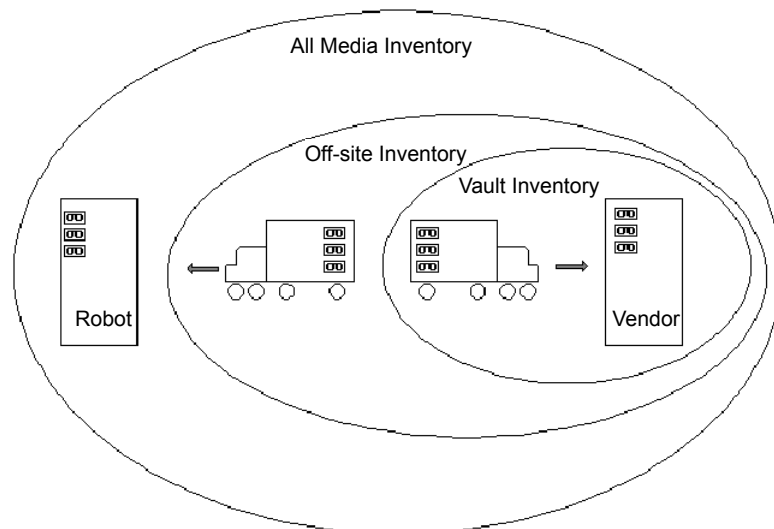 All Media Inventory
Off-site Inventory
Vault Inventory
Robot
Vendor